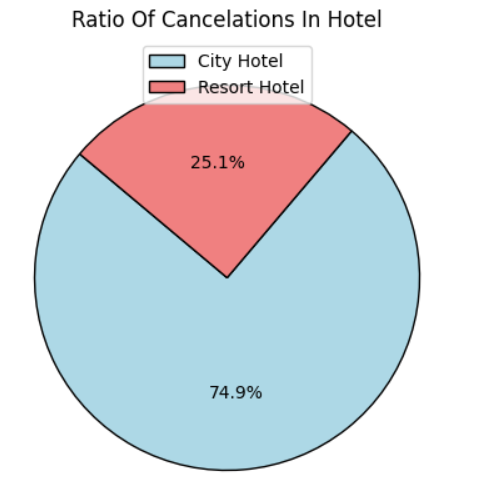 Ratio Of Cancelations In Hotel
City Hotel
Resort Hotel
25.1%
74.9%